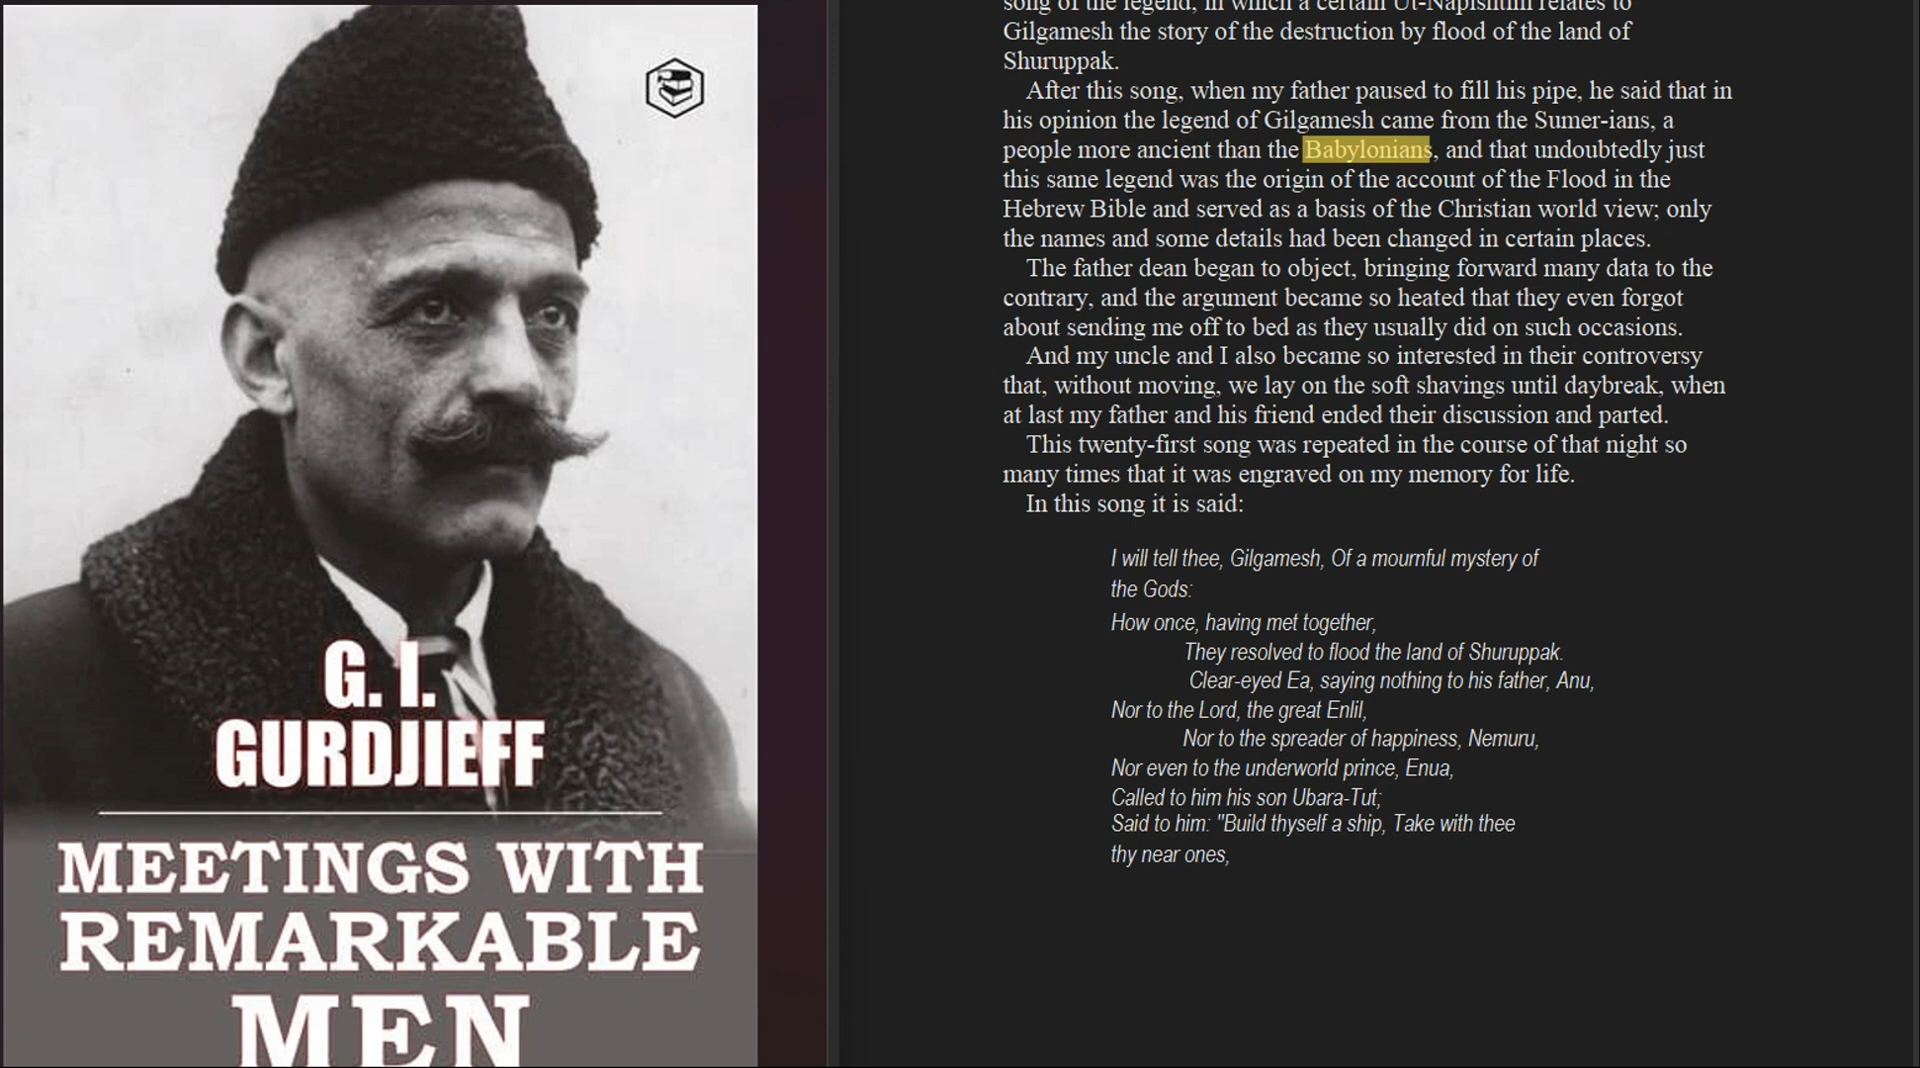 G. I.
GURDJIEFF
MEETINGS WITH
REMARKABLE
MEN
song of the legend, in which a certain Ut-Napishtim relates to
Gilgamesh the story of the destruction by flood of the land of
Shuruppak.
After this song, when my father paused to fill his pipe, he said that in
his opinion the legend of Gilgamesh came from the Sumer-ians, a
people more ancient than the Babylonians, and that undoubtedly just
this same legend was the origin of the account of the Flood in the
Hebrew Bible and served as a basis of the Christian world view; only
the names and some details had been changed in certain places.
The father dean began to object, bringing forward many data to the
contrary, and the argument became so heated that they even forgot
about sending me off to bed as they usually did on such occasions.
And my uncle and I also became so interested in their controversy
that, without moving, we lay on the soft shavings until daybreak, when
at last my father and his friend ended their discussion and parted.
This twenty-first song was repeated in the course of that night so
many times that it was engraved on my memory for life.
In this song it is said:
I will tell thee, Gilgamesh, Of a mournful mystery of
the Gods:
How once, having met together,
They resolved to flood the land of Shuruppak.
Clear-eyed Ea, saying nothing to his father, Anu,
Nor to the Lord, the great Enlil,
Nor to the spreader of happiness, Nemuru,
Nor even to the underworld prince, Enua,
Called to him his son Ubara-Tut;
Said to him: "Build thyself a ship, Take with thee
thy near ones,